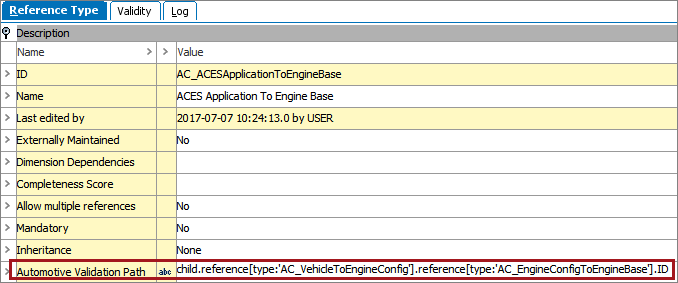 Reference Type Validity Log
Description
Name > > Value
> ID AC_ACESApplicationToEngineBase
> Name ACES Application To Engine Base
> Last edited by 2017-07-07 10:24:13.0 by USER
> Externally Maintained No
> Dimension Dependencies
> Completeness Score
> Allow multiple references No
> Mandatory No
> Inheritance None
> Automotive Validation Path abc child.reference[type:'AC_VehicleToEngineConfig'].reference[type:'AC_EngineConfigToEngineBase'].ID